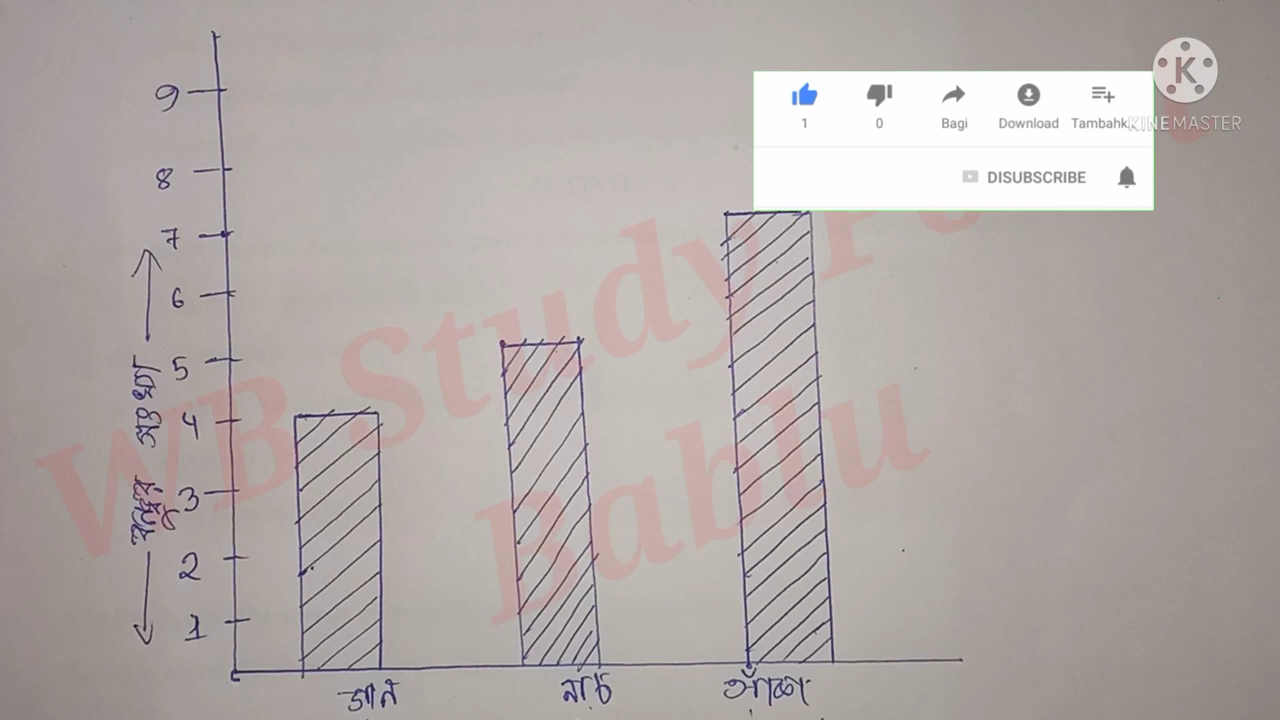 9
8
7
6
5
4
3
2
1
গান
নাচ
আঁকা
1
0
Bagi
Download
Tambahk
DISUBSCRIBE
K
KINEMASTER
WB Study Po
Bablu